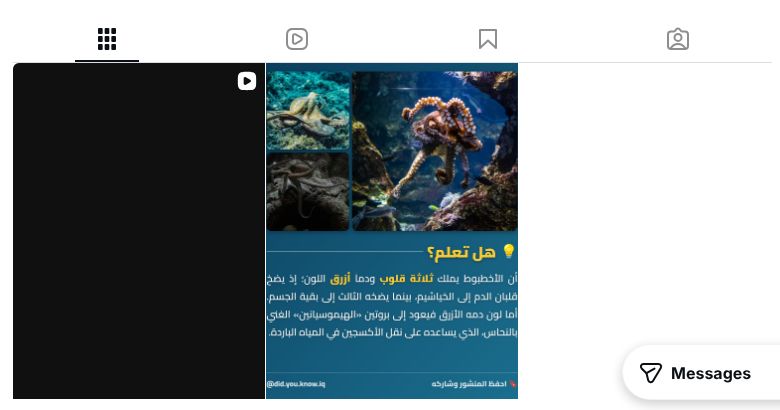 هل تعلم؟
أن الأخطبوط يملك ثلاثة قلوب ودما أزرق اللون؛ إذ يضخ
قلبان الدم إلى الخياشيم، بينما يضخه الثالث إلى بقية الجسم.
أما لون دمه الأزرق فيعود إلى بروتين «الهيموسيانين» الغني
بالنحاس، الذي يساعده على نقل الأكسجين في المياه الباردة.
احفظ المنشور وشاركه
@did.you.know.iq
Messages